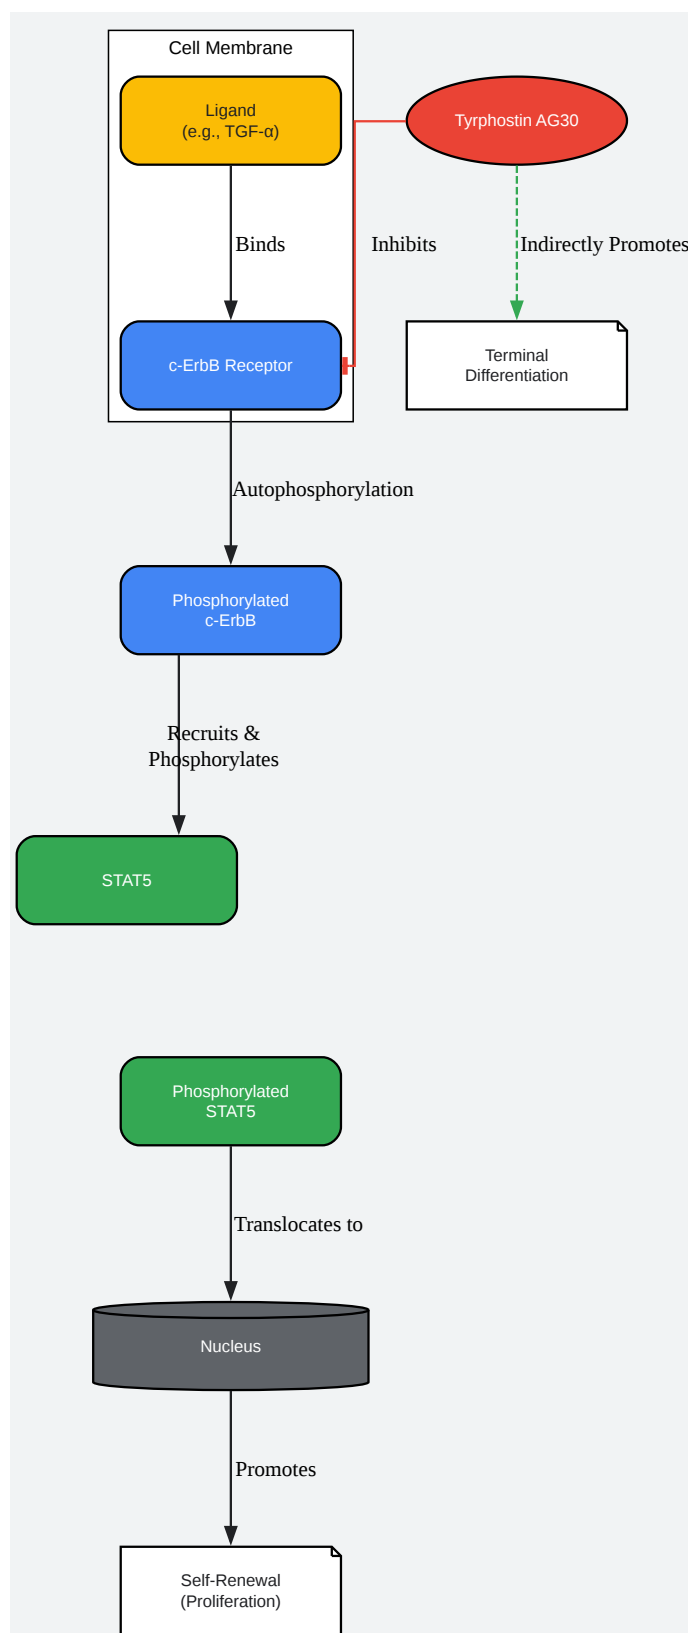 Cell Membrane
Ligand
(e.g., TGF-α)
Tyrphostin AG30
Binds
Inhibits
Indirectly Promotes
c-ErbB Receptor
Terminal
Differentiation
Autophosphorylation
Phosphorylated
c-ErbB
Recruits &
Phosphorylates
STAT5
Phosphorylated
STAT5
Translocates to
Nucleus
Promotes
Self-Renewal
(Proliferation)